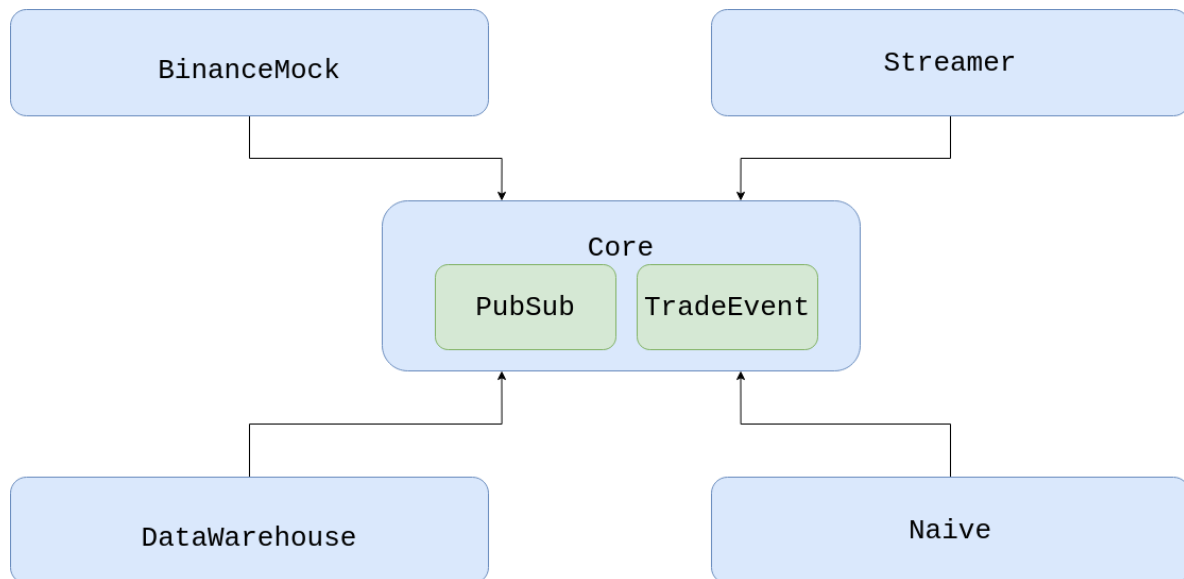 BinanceMock
Streamer
Core
PubSub
TradeEvent
DataWarehouse
Naive